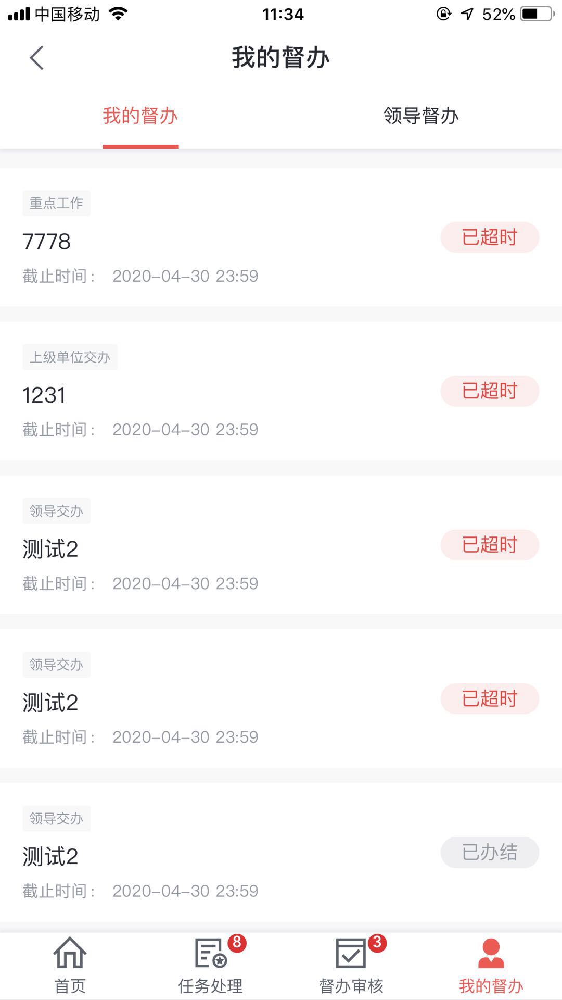 中国移动 11:34 52%
我的督办
我的督办 领导督办
重点工作
7778
已超时
截止时间： 2020-04-30 23:59
上级单位交办
1231
已超时
截止时间： 2020-04-30 23:59
领导交办
测试2
已超时
截止时间： 2020-04-30 23:59
领导交办
测试2
已超时
截止时间： 2020-04-30 23:59
领导交办
测试2
已办结
截止时间： 2020-04-30 23:59
8 3
首页 任务处理 督办审核 我的督办